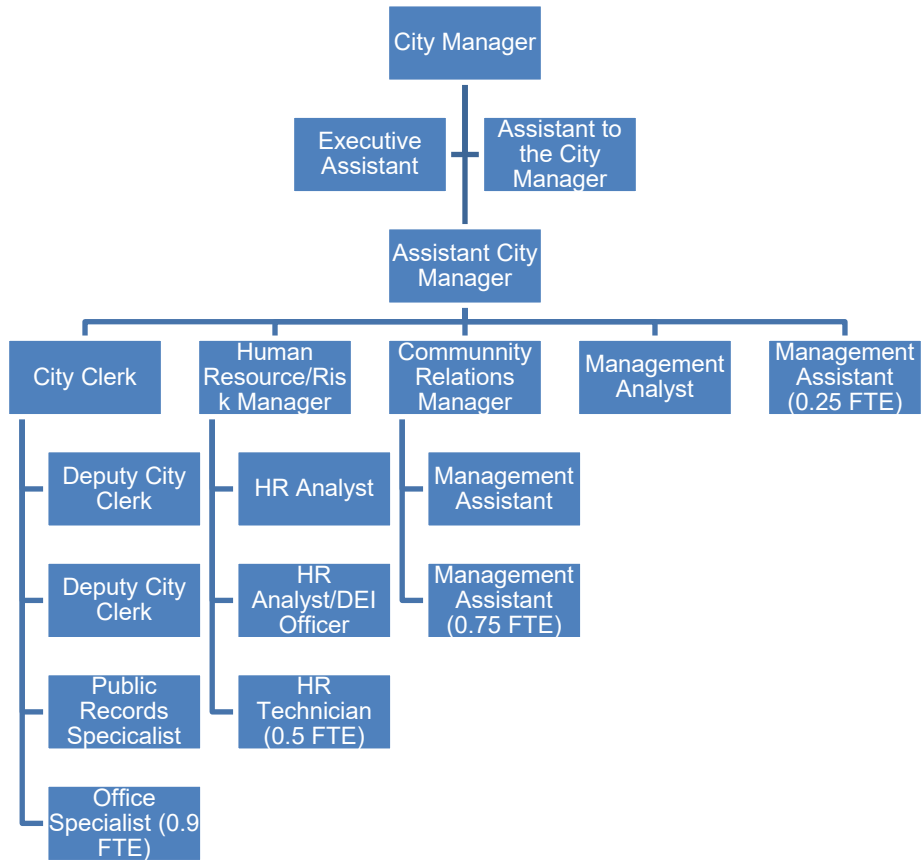 City Manager
Executive
Assistant
Assistant to
the City
Manager
Assistant City
Manager
City Clerk
Human
Resource/Ris
k Manager
Communnity
Relations
Manager
Management
Analyst
Management
Assistant
(0.25 FTE)
Deputy City
Clerk
HR Analyst
Management
Assistant
Deputy City
Clerk
HR
Analyst/DEI
Officer
Management
Assistant
(0.75 FTE)
Public
Records
Specicalist
HR
Technician
(0.5 FTE)
Office
Specialist (0.9
FTE)